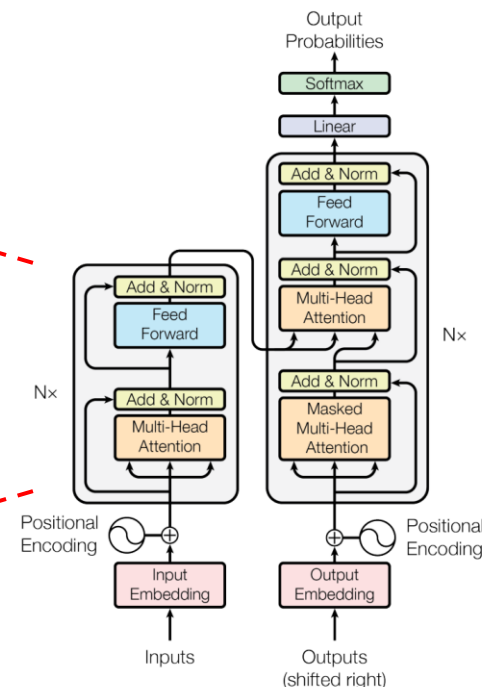 Output
Probabilities
Softmax
Linear
Add & Norm
Feed
Forward
Add & Norm
Multi-Head
Attention
Add & Norm
Masked
Multi-Head
Attention
N×
Add & Norm
Feed
Forward
Add & Norm
Multi-Head
Attention
N×
Positional
Encoding
Positional
Encoding
Input
Embedding
Output
Embedding
Inputs
Outputs
(shifted right)